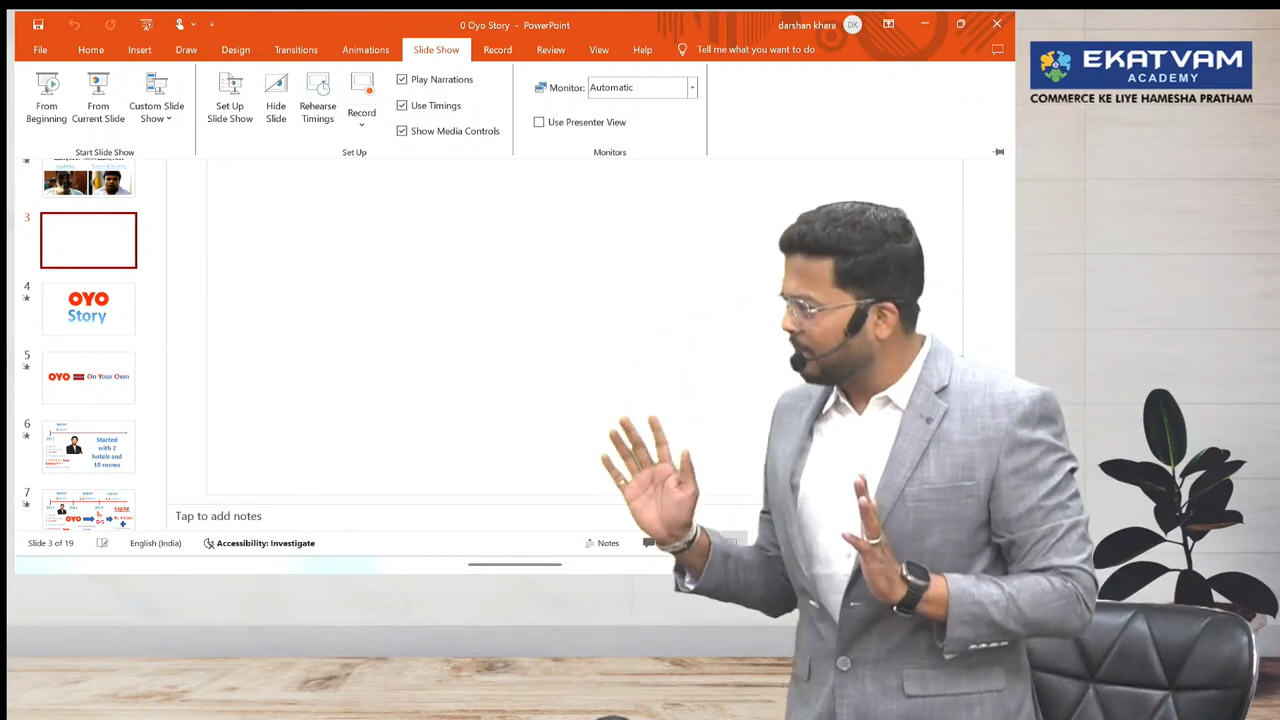 0 Oyo Story - PowerPoint
darshan khare
DK
File
Home
Insert
Draw
Design
Transitions
Animations
Slide Show
Record
Review
View
Help
Tell me what you want to do
From
Beginning
From
Current Slide
Custom Slide
Show
Start Slide Show
Set Up
Slide Show
Hide
Slide
Rehearse
Timings
Record
Play Narrations
Use Timings
Show Media Controls
Set Up
Monitor:
Automatic
Use Presenter View
Monitors
EKATVAM
ACADEMY
COMMERCE KE LIYE HAMESHA PRATHAM
3
4
OYO
Story
5
OYO
On Your Own
6
Started
with 2
hotels and
10 rooms
7
OYO
Capital
Tap to add notes
Slide 3 of 19
English (India)
Accessibility: Investigate
Notes